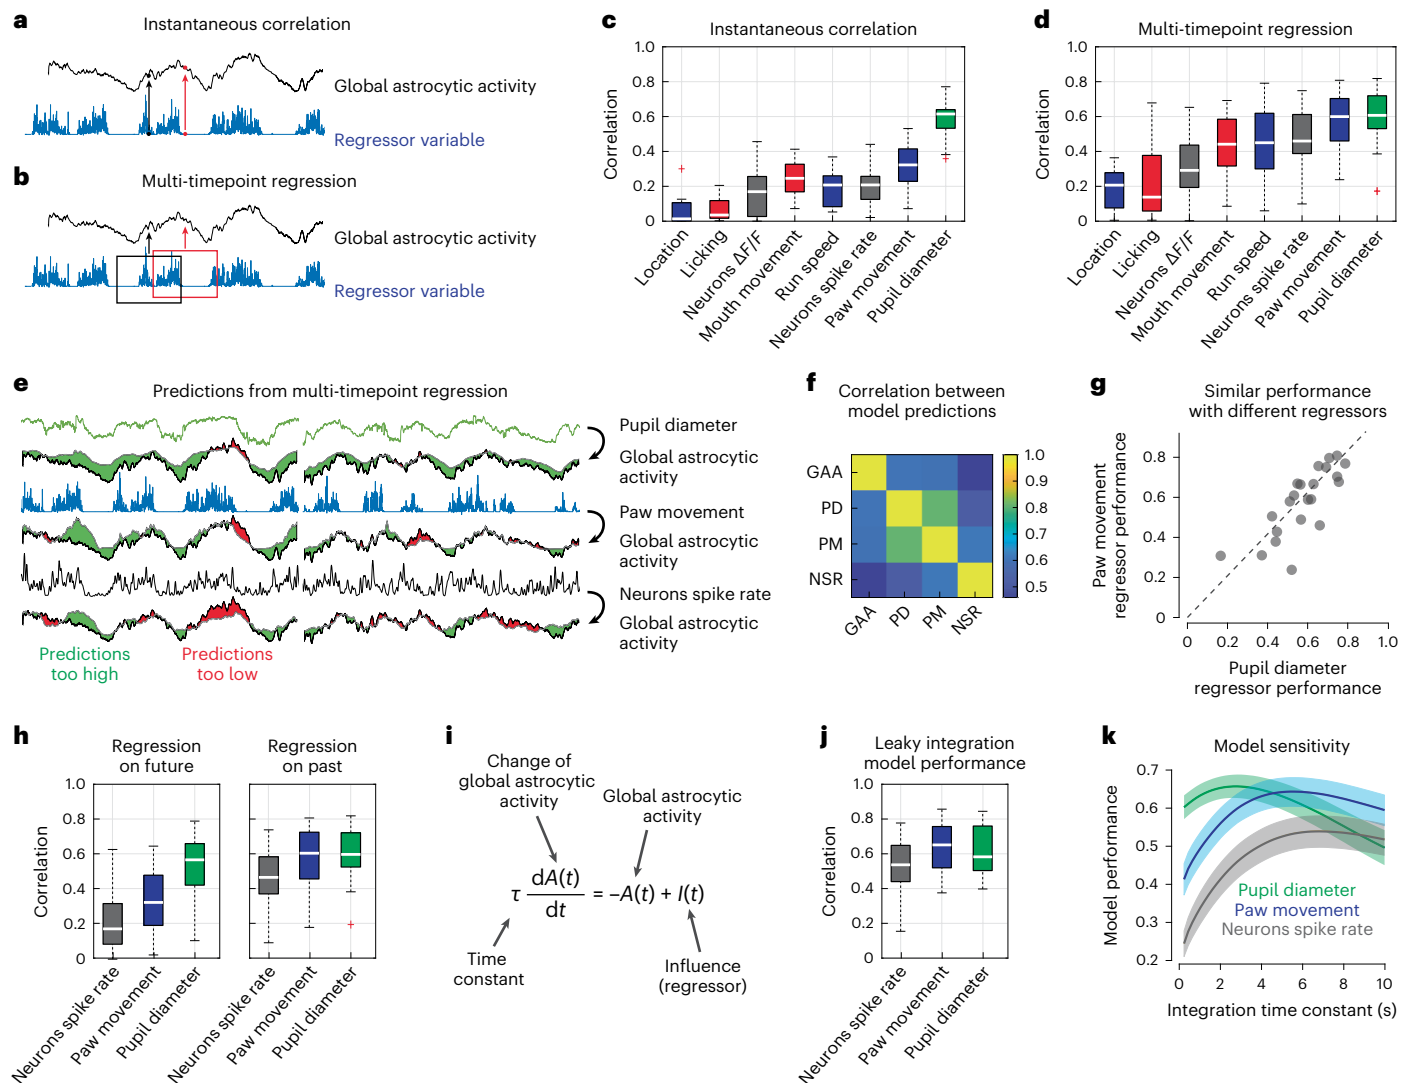 a
Instantaneous correlation
Global astrocytic activity
Regressor variable
b
Multi-timepoint regression
Global astrocytic activity
Regressor variable
c
Instantaneous correlation
Correlation
1.0
0.8
0.6
0.4
0.2
0
Location
Licking
Neurons ΔF/F
Mouth movement
Run speed
Neurons spike rate
Paw movement
Pupil diameter
d
Multi-timepoint regression
Correlation
1.0
0.8
0.6
0.4
0.2
0
Location
Licking
Neurons ΔF/F
Mouth movement
Run speed
Neurons spike rate
Paw movement
Pupil diameter
e
Predictions from multi-timepoint regression
Pupil diameter
Global astrocytic
activity
Paw movement
Global astrocytic
activity
Neurons spike rate
Global astrocytic
activity
Predictions
too high
Predictions
too low
f
Correlation between
model predictions
GAA
PD
PM
NSR
GAA
PD
PM
NSR
1.0
0.9
0.8
0.7
0.6
0.5
g
Similar performance
with different regressors
Paw movement
regressor performance
0.8
0.6
0.4
0.2
0
0
0.2
0.4
0.6
0.8
1.0
Pupil diameter
regressor performance
h
Regression
on future
Regression
on past
Correlation
1.0
0.8
0.6
0.4
0.2
0
Neurons spike rate
Paw movement
Pupil diameter
Neurons spike rate
Paw movement
Pupil diameter
i
Change of
global astrocytic
activity
Global astrocytic
activity
τ dA(t)/dt = –A(t) + I(t)
Time
constant
Influence
(regressor)
j
Leaky integration
model performance
Correlation
1.0
0.8
0.6
0.4
0.2
0
Neurons spike rate
Paw movement
Pupil diameter
k
Model sensitivity
Model performance
0.7
0.6
0.5
0.4
0.3
0.2
Pupil diameter
Paw movement
Neurons spike rate
0
2
4
6
8
10
Integration time constant (s)